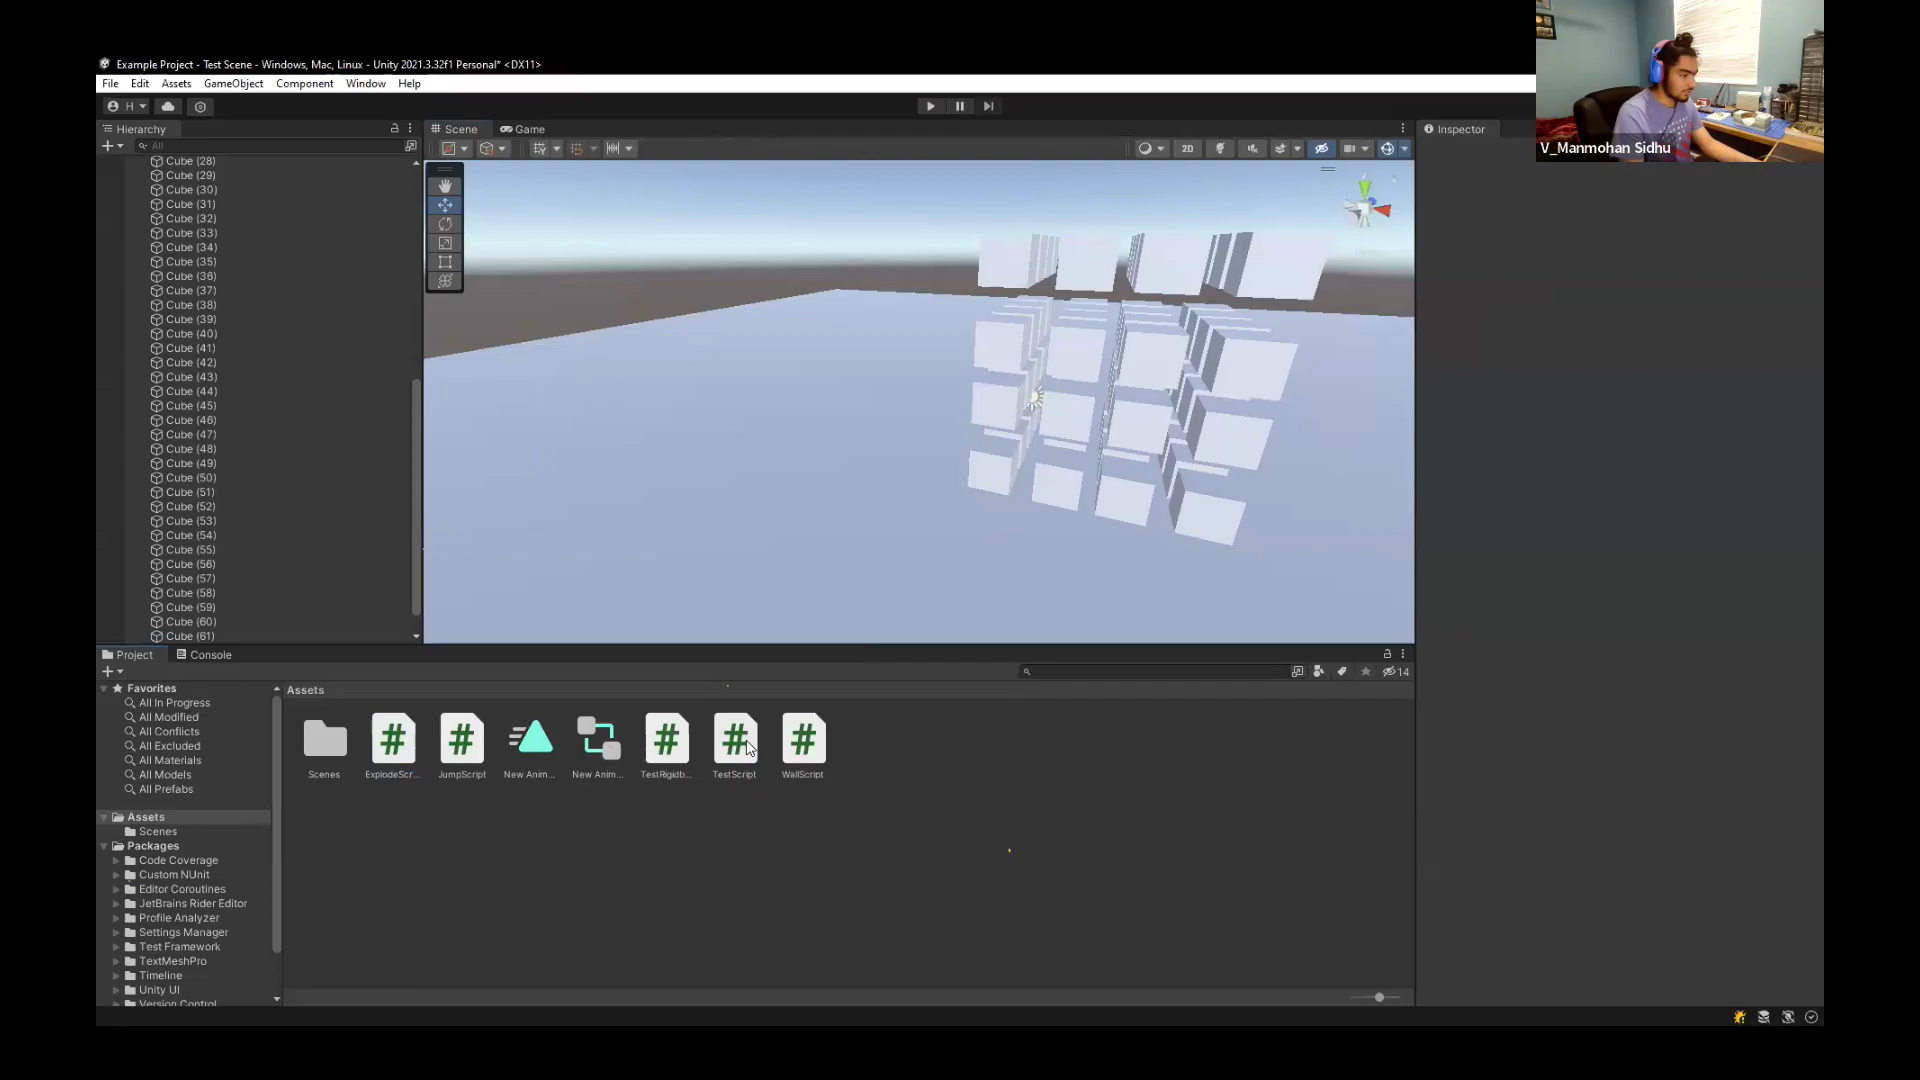 Example Project - Test Scene - Windows, Mac, Linux - Unity 2021.3.32f1 Personal* <DX11>
File Edit Assets GameObject Component Window Help
H
Hierarchy
All
Scene
Game
2D
Inspector
V_Manmohan Sidhu
Cube (28)
Cube (29)
Cube (30)
Cube (31)
Cube (32)
Cube (33)
Cube (34)
Cube (35)
Cube (36)
Cube (37)
Cube (38)
Cube (39)
Cube (40)
Cube (41)
Cube (42)
Cube (43)
Cube (44)
Cube (45)
Cube (46)
Cube (47)
Cube (48)
Cube (49)
Cube (50)
Cube (51)
Cube (52)
Cube (53)
Cube (54)
Cube (55)
Cube (56)
Cube (57)
Cube (58)
Cube (59)
Cube (60)
Cube (61)
Project
Console
14
Favorites
All In Progress
All Modified
All Conflicts
All Excluded
All Materials
All Models
All Prefabs
Assets
Scenes
Packages
Code Coverage
Custom NUnit
Editor Coroutines
JetBrains Rider Editor
Profile Analyzer
Settings Manager
Test Framework
TextMeshPro
Timeline
Unity UI
Version Control
Assets
Scenes
ExplodeScr...
JumpScript
New Anim...
New Anim...
TestRigidb...
TestScript
WallScript